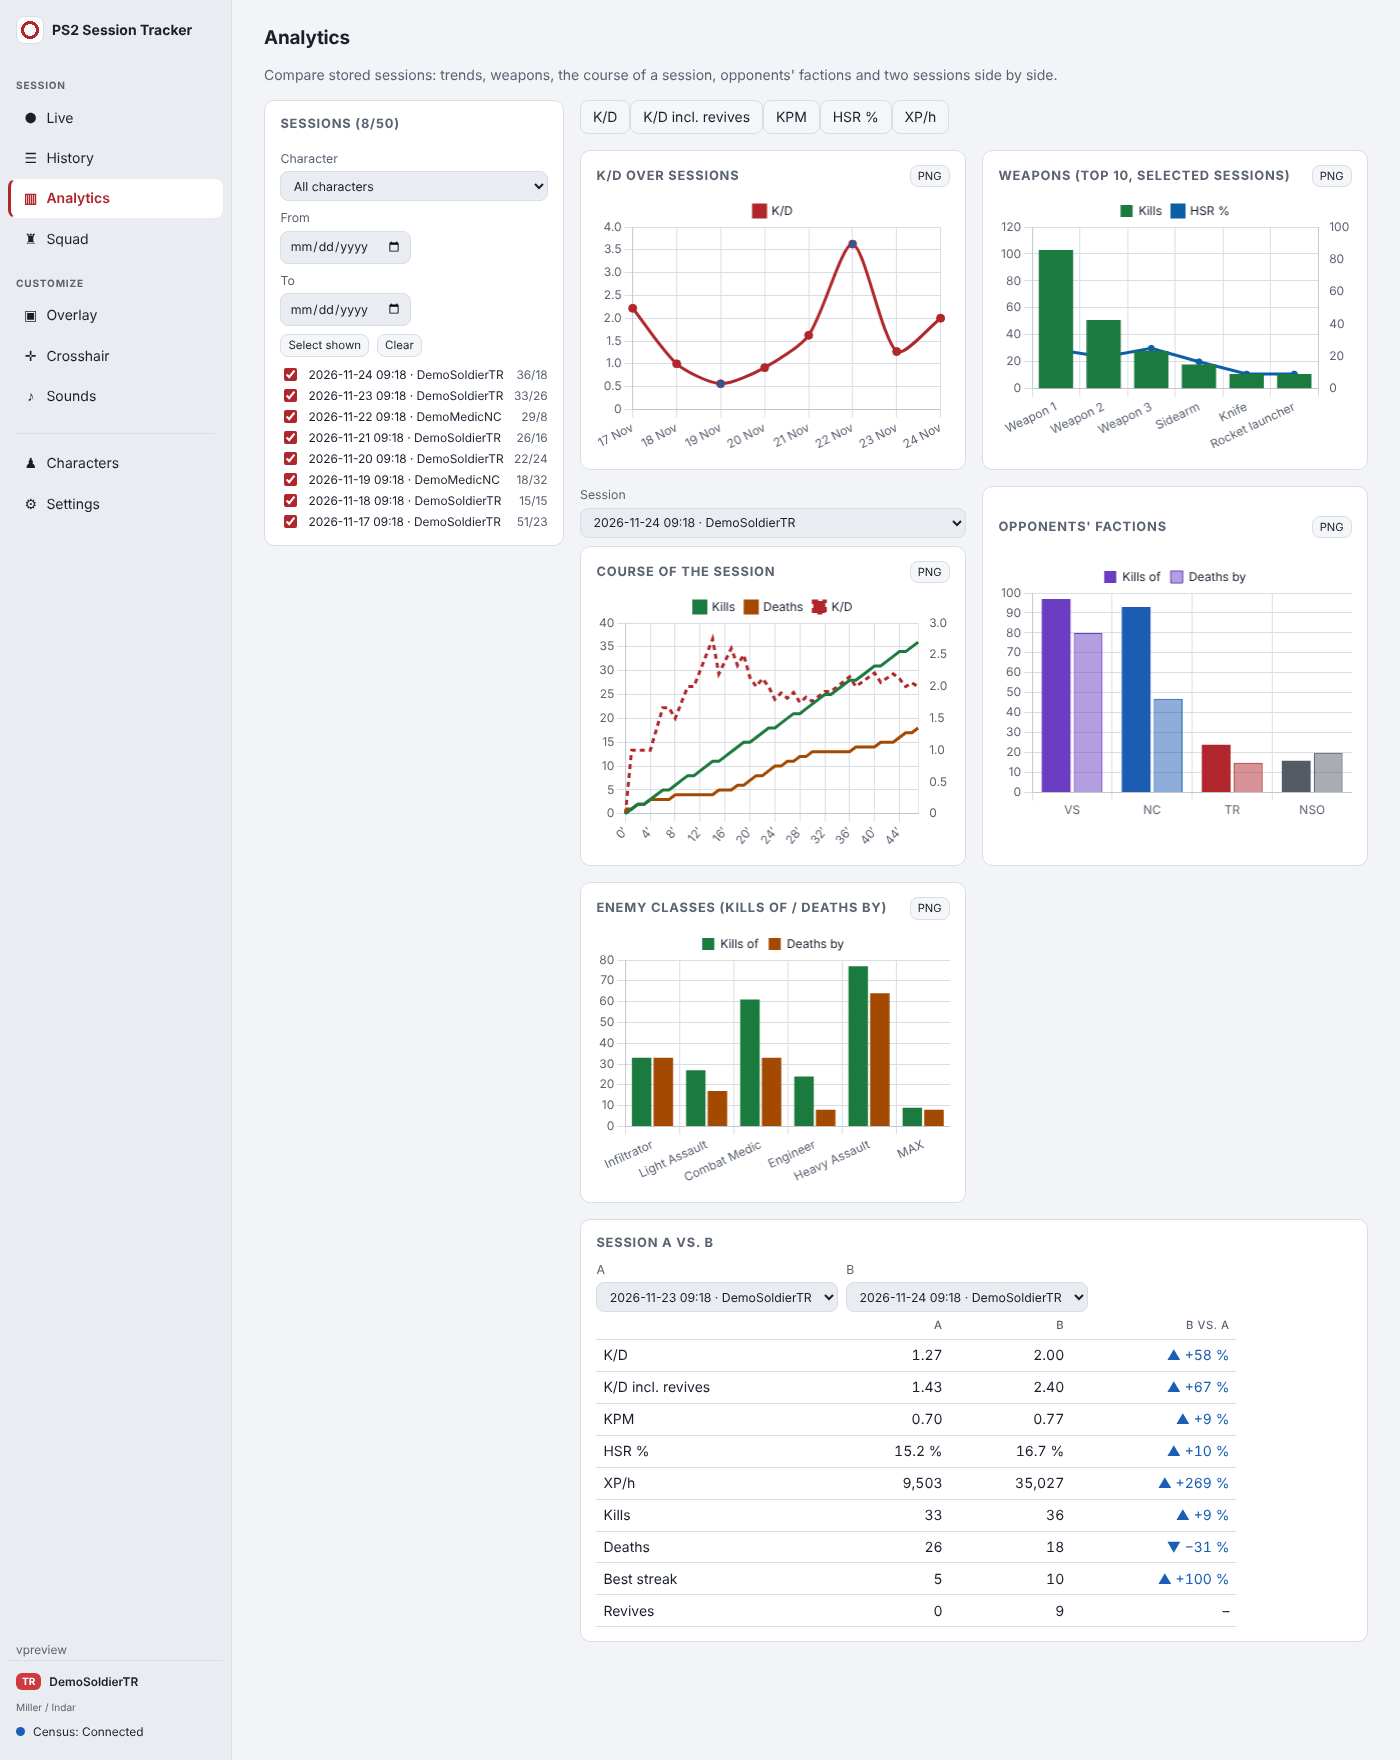 PS2 Session Tracker
SESSION
Live
History
Analytics
Squad
CUSTOMIZE
Overlay
Crosshair
Sounds
Characters
Settings
vpreview
TR DemoSoldierTR
Miller / Indar
Census: Connected
Analytics
Compare stored sessions: trends, weapons, the course of a session, opponents' factions and two sessions side by side.
SESSIONS (8/50)
Character
All characters
From
mm/dd/yyyy
To
mm/dd/yyyy
Select shown Clear
2026-11-24 09:18 · DemoSoldierTR 36/18
2026-11-23 09:18 · DemoSoldierTR 33/26
2026-11-22 09:18 · DemoMedicNC 29/8
2026-11-21 09:18 · DemoSoldierTR 26/16
2026-11-20 09:18 · DemoSoldierTR 22/24
2026-11-19 09:18 · DemoMedicNC 18/32
2026-11-18 09:18 · DemoSoldierTR 15/15
2026-11-17 09:18 · DemoSoldierTR 51/23
K/D K/D incl. revives KPM HSR % XP/h
K/D OVER SESSIONS PNG
K/D
4.0
3.5
3.0
2.5
2.0
1.5
1.0
0.5
0
17 Nov 18 Nov 19 Nov 20 Nov 21 Nov 22 Nov 23 Nov 24 Nov
WEAPONS (TOP 10, SELECTED SESSIONS) PNG
Kills HSR %
120 100
100 80
80 60
60 40
40 20
20 0
0
Weapon 1 Weapon 2 Weapon 3 Sidearm Knife Rocket launcher
Session
2026-11-24 09:18 · DemoSoldierTR
COURSE OF THE SESSION PNG
Kills Deaths K/D
40 3.0
35 2.5
30 2.0
25 1.5
20 1.0
15 0.5
10 0
5
0
0' 4' 8' 12' 16' 20' 24' 28' 32' 36' 40' 44'
OPPONENTS' FACTIONS PNG
Kills of Deaths by
100
90
80
70
60
50
40
30
20
10
0
VS NC TR NSO
ENEMY CLASSES (KILLS OF / DEATHS BY) PNG
Kills of Deaths by
80
70
60
50
40
30
20
10
0
Infiltrator Light Assault Combat Medic Engineer Heavy Assault MAX
SESSION A VS. B
A B
2026-11-23 09:18 · DemoSoldierTR 2026-11-24 09:18 · DemoSoldierTR
A B B VS. A
K/D 1.27 2.00 ▲ +58 %
K/D incl. revives 1.43 2.40 ▲ +67 %
KPM 0.70 0.77 ▲ +9 %
HSR % 15.2 % 16.7 % ▲ +10 %
XP/h 9,503 35,027 ▲ +269 %
Kills 33 36 ▲ +9 %
Deaths 26 18 ▼ −31 %
Best streak 5 10 ▲ +100 %
Revives 0 9 –